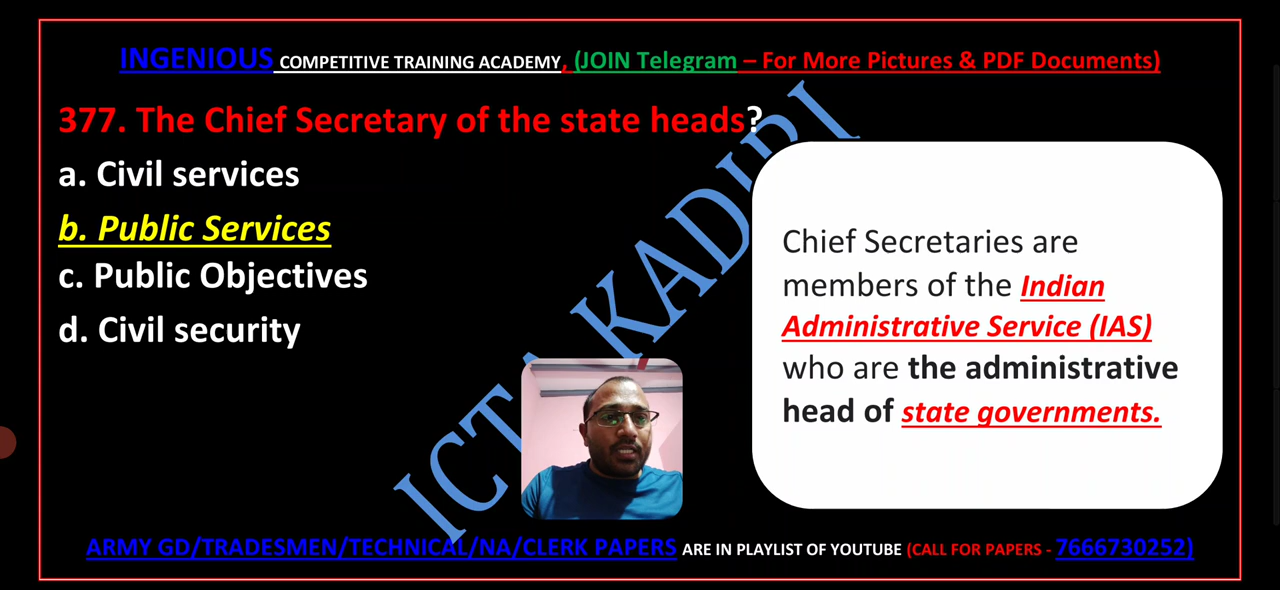 INGENIOUS COMPETITIVE TRAINING ACADEMY, (JOIN Telegram – For More Pictures & PDF Documents)
377. The Chief Secretary of the state heads?
a. Civil services
b. Public Services
c. Public Objectives
d. Civil security
Chief Secretaries are
members of the Indian
Administrative Service (IAS)
who are the administrative
head of state governments.
ICTA KADIRI
ARMY GD/TRADESMEN/TECHNICAL/NA/CLERK PAPERS ARE IN PLAYLIST OF YOUTUBE (CALL FOR PAPERS - 7666730252)